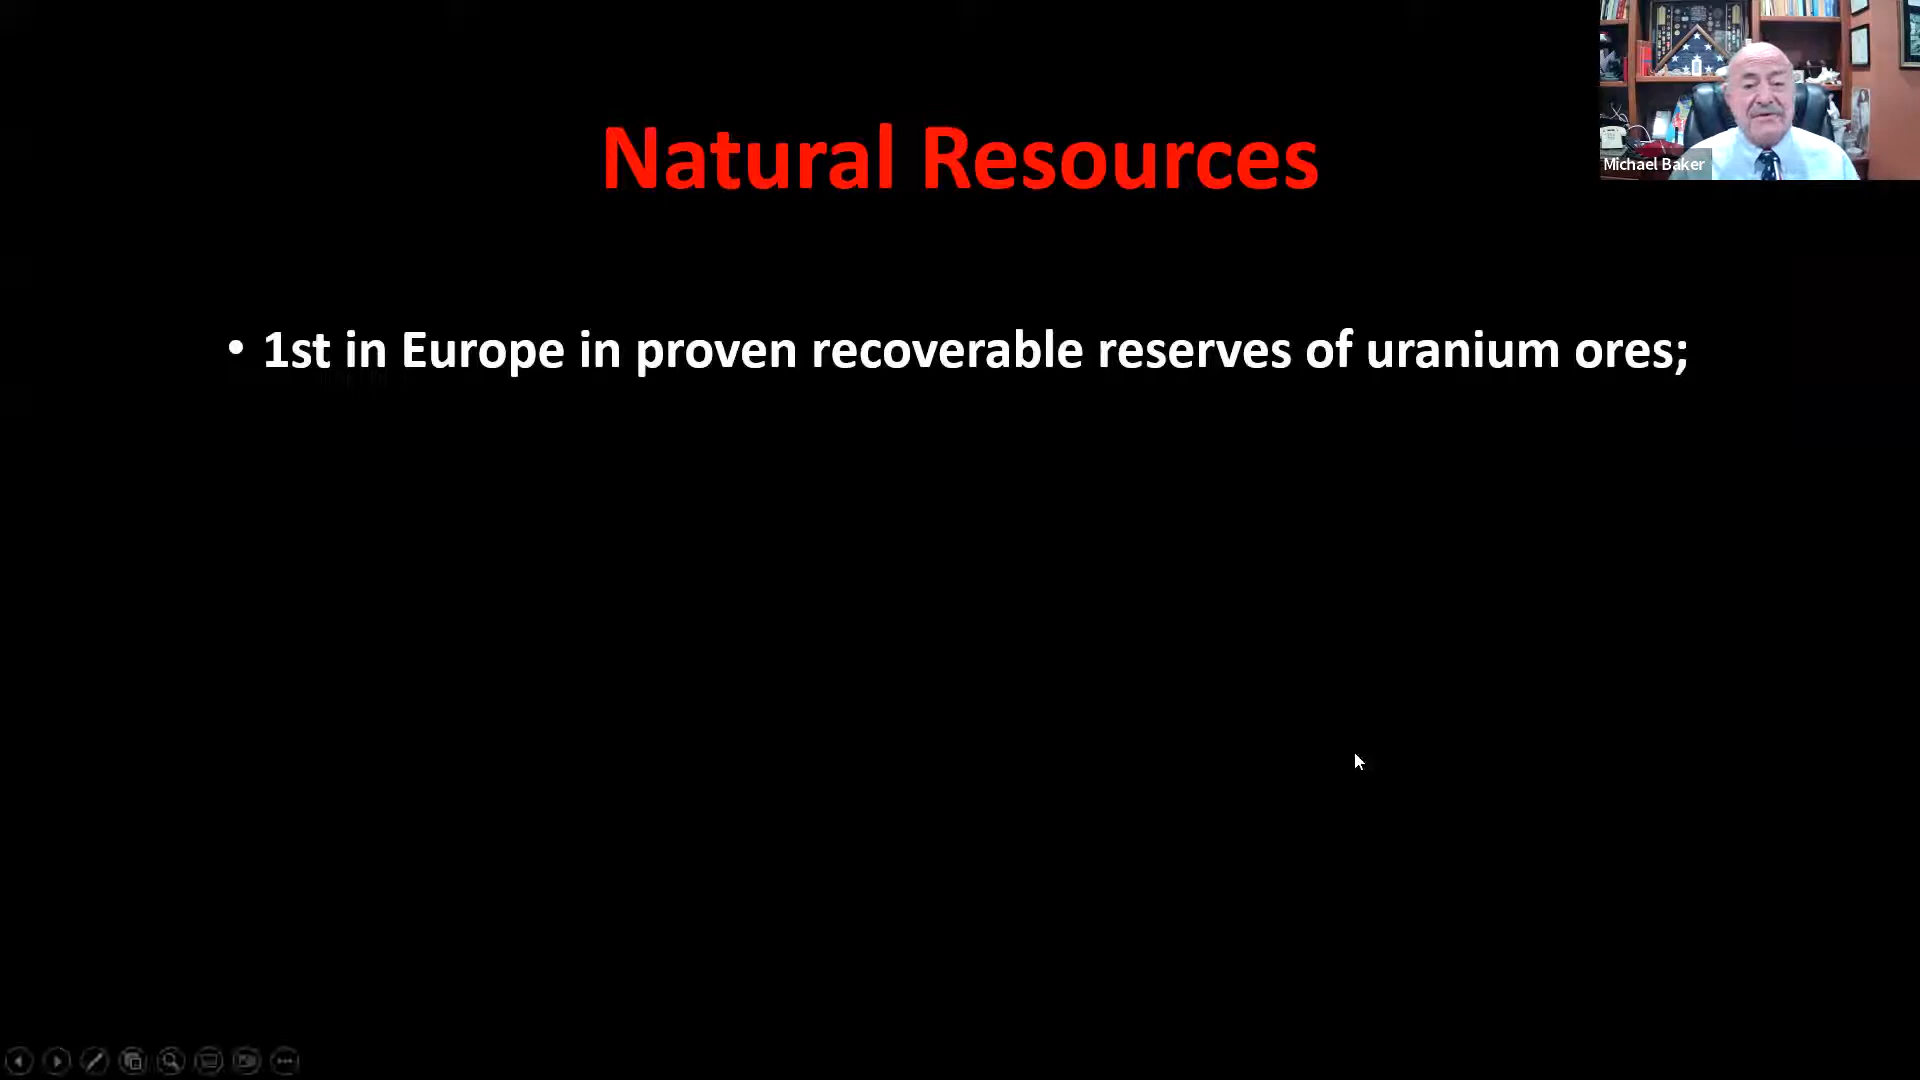 Natural Resources
Michael Baker
• 1st in Europe in proven recoverable reserves of uranium ores;